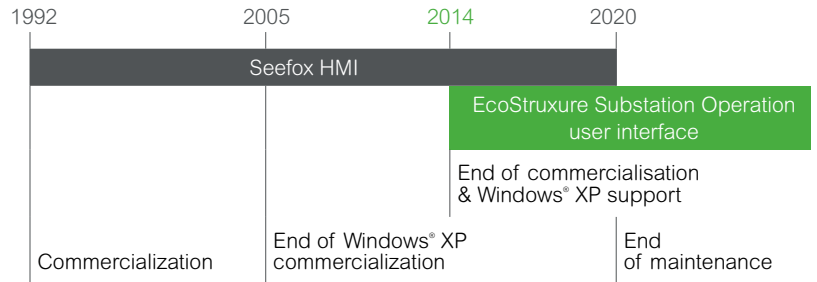 1992 2005 2014 2020
Seefox HMI
EcoStruxure Substation Operation
user interface
End of commercialisation
& Windows® XP support
Commercialization
End of Windows® XP
commercialization
End
of maintenance